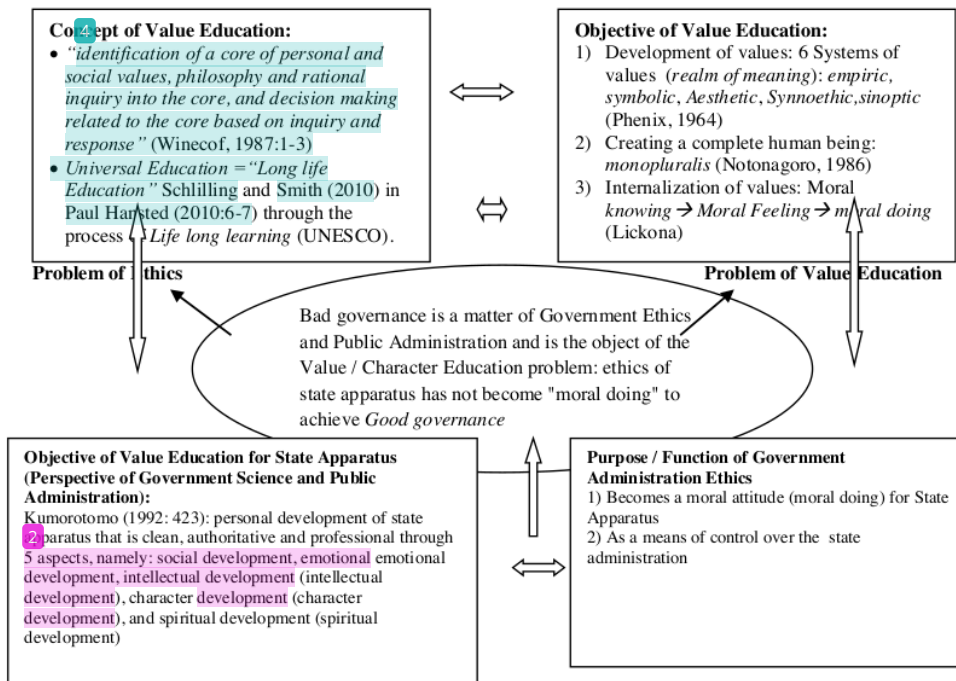 Concept of Value Education:
4
• "identification of a core of personal and
social values, philosophy and rational
inquiry into the core, and decision making
related to the core based on inquiry and
response" (Winecof, 1987:1-3)
• Universal Education ="Long life
Education" Schlilling and Smith (2010) in
Paul Hansted (2010:6-7) through the
process of Life long learning (UNESCO).
Objective of Value Education:
1) Development of values: 6 Systems of
values (realm of meaning): empiric,
symbolic, Aesthetic, Synnoethic,sinoptic
(Phenix, 1964)
2) Creating a complete human being:
monopluralis (Notonagoro, 1986)
3) Internalization of values: Moral
knowing → Moral Feeling → moral doing
(Lickona)
Problem of Ethics
Problem of Value Education
Bad governance is a matter of Government Ethics
and Public Administration and is the object of the
Value / Character Education problem: ethics of
state apparatus has not become "moral doing" to
achieve Good governance
Objective of Value Education for State Apparatus
(Perspective of Government Science and Public
Administration):
Kumorotomo (1992: 423): personal development of state
apparatus that is clean, authoritative and professional through
2
5 aspects, namely: social development, emotional emotional
development, intellectual development (intellectual
development), character development (character
development), and spiritual development (spiritual
development)
Purpose / Function of Government
Administration Ethics
1) Becomes a moral attitude (moral doing) for State
Apparatus
2) As a means of control over the state
administration